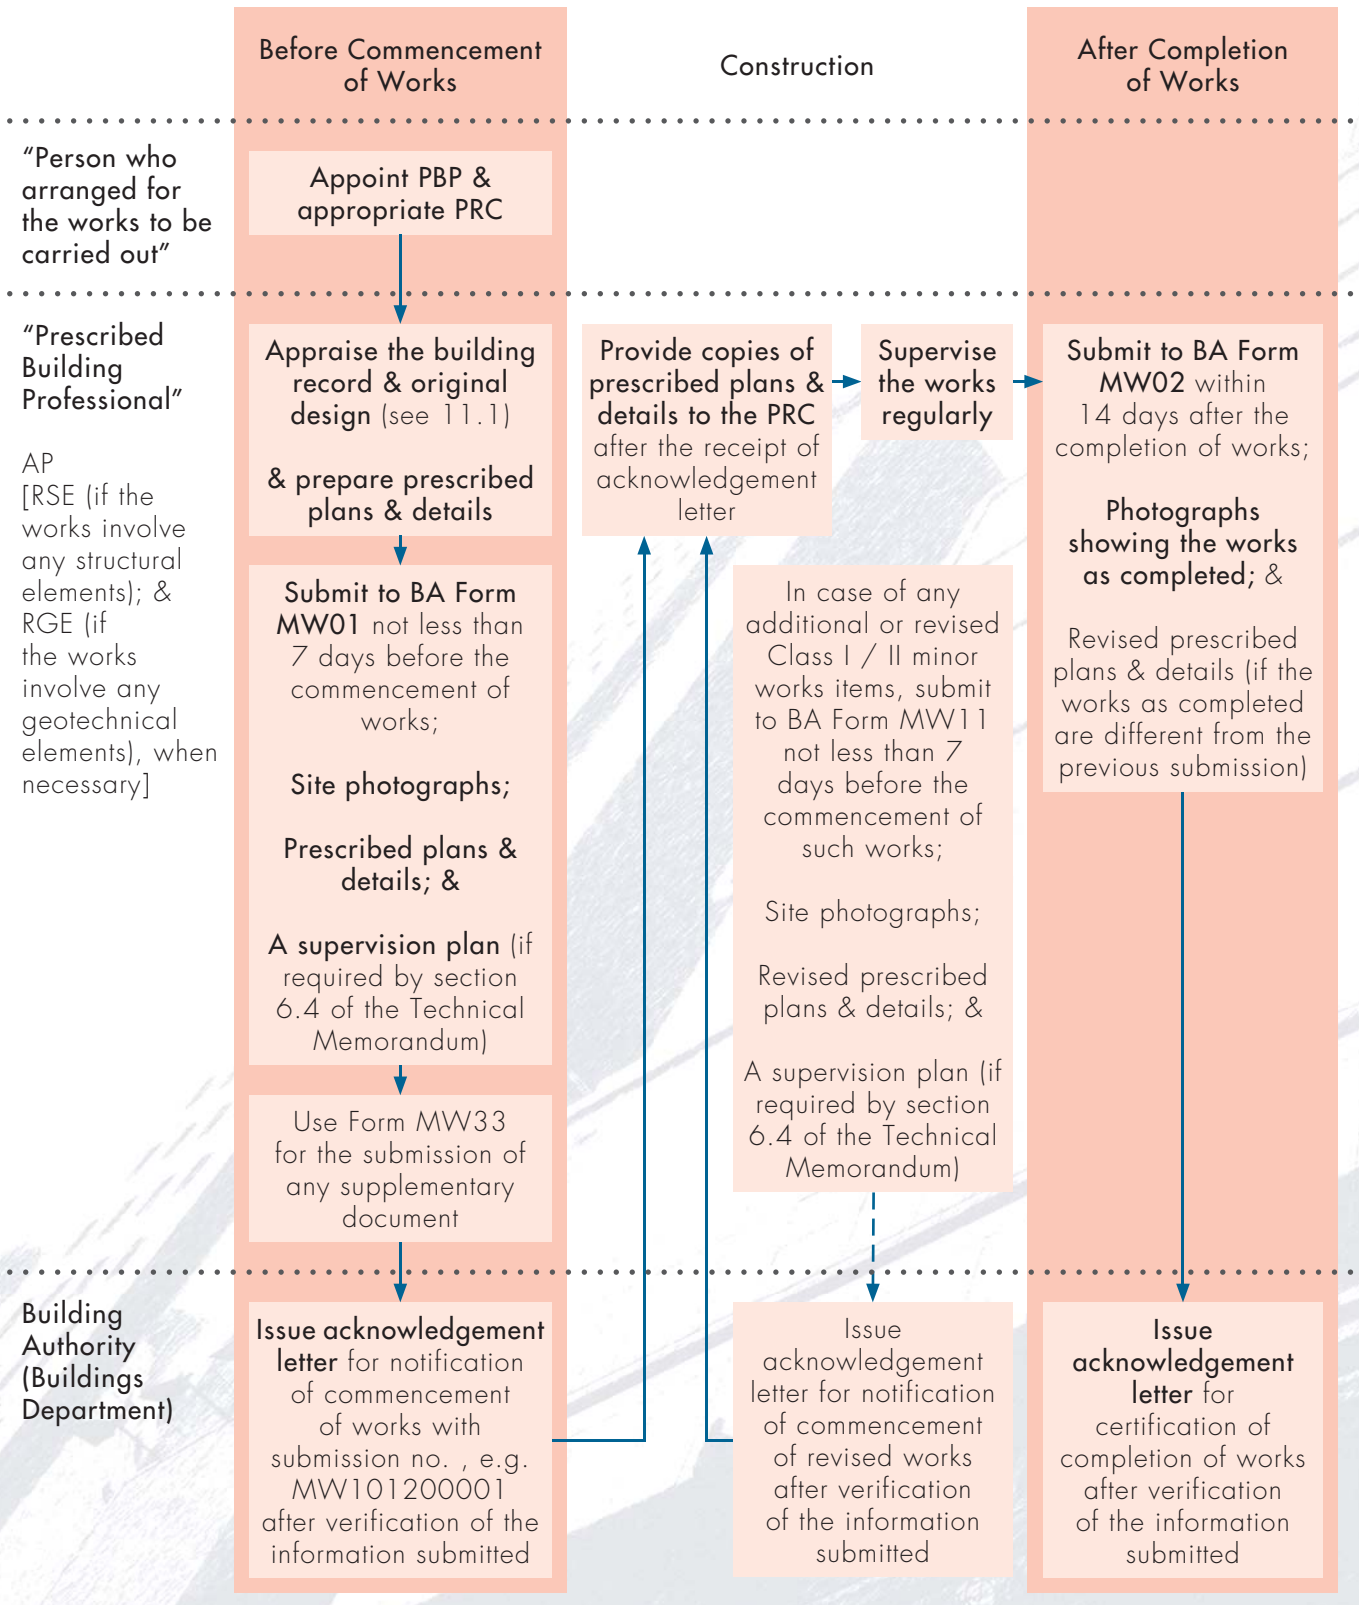 Before Commencement
of Works
Construction
After Completion
of Works
“Person who
arranged for
the works to be
carried out”
Appoint PBP &
appropriate PRC
“Prescribed
Building
Professional”
AP
[RSE (if the
works involve
any structural
elements); &
RGE (if
the works
involve any
geotechnical
elements), when
necessary]
Appraise the building
record & original
design (see 11.1)
& prepare prescribed
plans & details
Submit to BA Form
MW01 not less than
7 days before the
commencement of
works;
Site photographs;
Prescribed plans &
details; &
A supervision plan (if
required by section
6.4 of the Technical
Memorandum)
Use Form MW33
for the submission of
any supplementary
document
Provide copies of
prescribed plans &
details to the PRC
after the receipt of
acknowledgement
letter
Supervise
the works
regularly
In case of any
additional or revised
Class I / II minor
works items, submit
to BA Form MW11
not less than 7
days before the
commencement of
such works;
Site photographs;
Revised prescribed
plans & details; &
A supervision plan (if
required by section
6.4 of the Technical
Memorandum)
Submit to BA Form
MW02 within
14 days after the
completion of works;
Photographs
showing the works
as completed; &
Revised prescribed
plans & details (if the
works as completed
are different from the
previous submission)
Building
Authority
(Buildings
Department)
Issue acknowledgement
letter for notification
of commencement
of works with
submission no. , e.g.
MW101200001
after verification of the
information submitted
Issue
acknowledgement
letter for notification
of commencement
of revised works
after verification
of the information
submitted
Issue
acknowledgement
letter for
certification of
completion of works
after verification
of the information
submitted